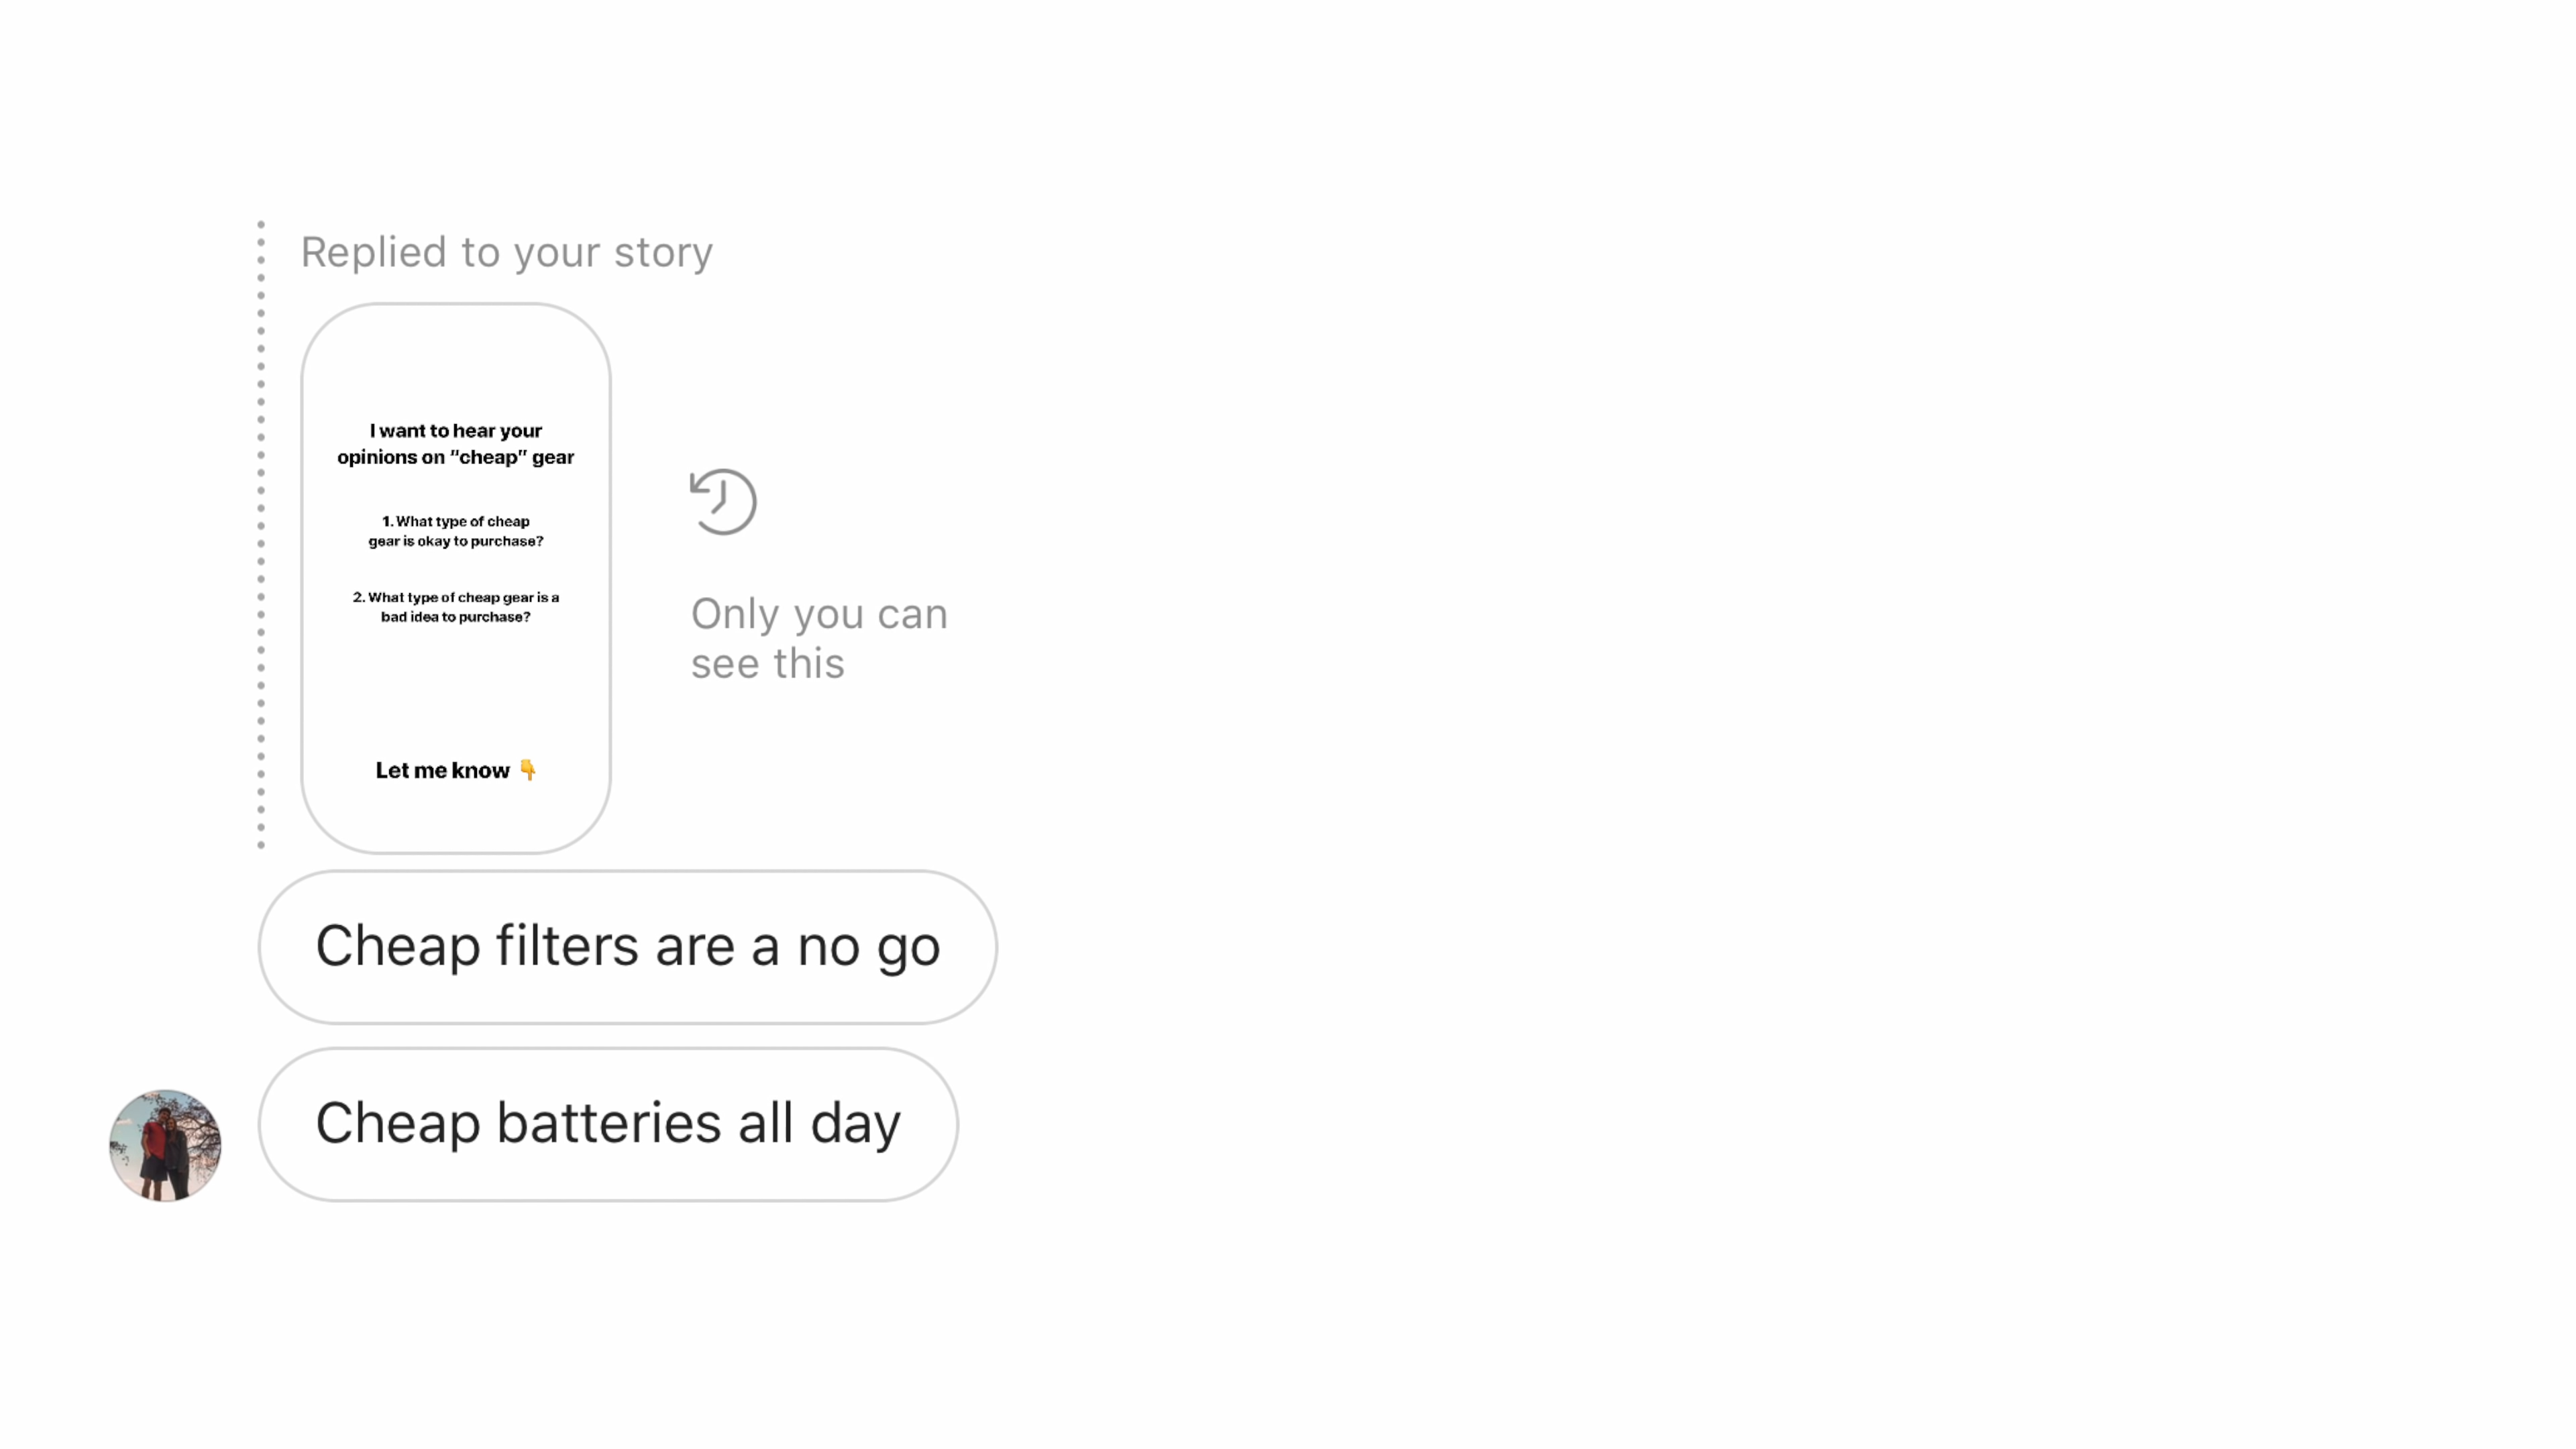 Replied to your story
I want to hear your
opinions on “cheap” gear
1. What type of cheap
gear is okay to purchase?
2. What type of cheap gear is a
bad idea to purchase?
Let me know 👇
Only you can
see this
Cheap filters are a no go
Cheap batteries all day